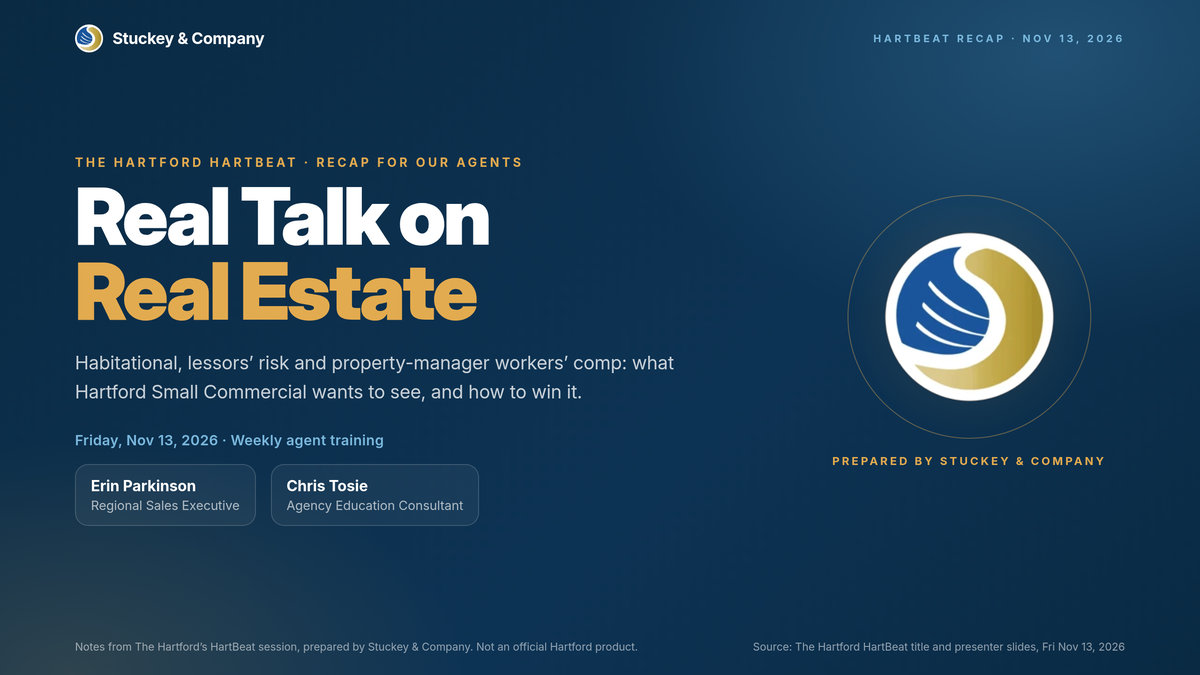 Stuckey & Company
HARTBEAT RECAP · NOV 13, 2026
THE HARTFORD HARTBEAT · RECAP FOR OUR AGENTS
Real Talk on
Real Estate
Habitational, lessors’ risk and property-manager workers’ comp: what
Hartford Small Commercial wants to see, and how to win it.
Friday, Nov 13, 2026 · Weekly agent training
Erin Parkinson
Regional Sales Executive
Chris Tosie
Agency Education Consultant
PREPARED BY STUCKEY & COMPANY
Notes from The Hartford’s HartBeat session, prepared by Stuckey & Company. Not an official Hartford product.
Source: The Hartford HartBeat title and presenter slides, Fri Nov 13, 2026